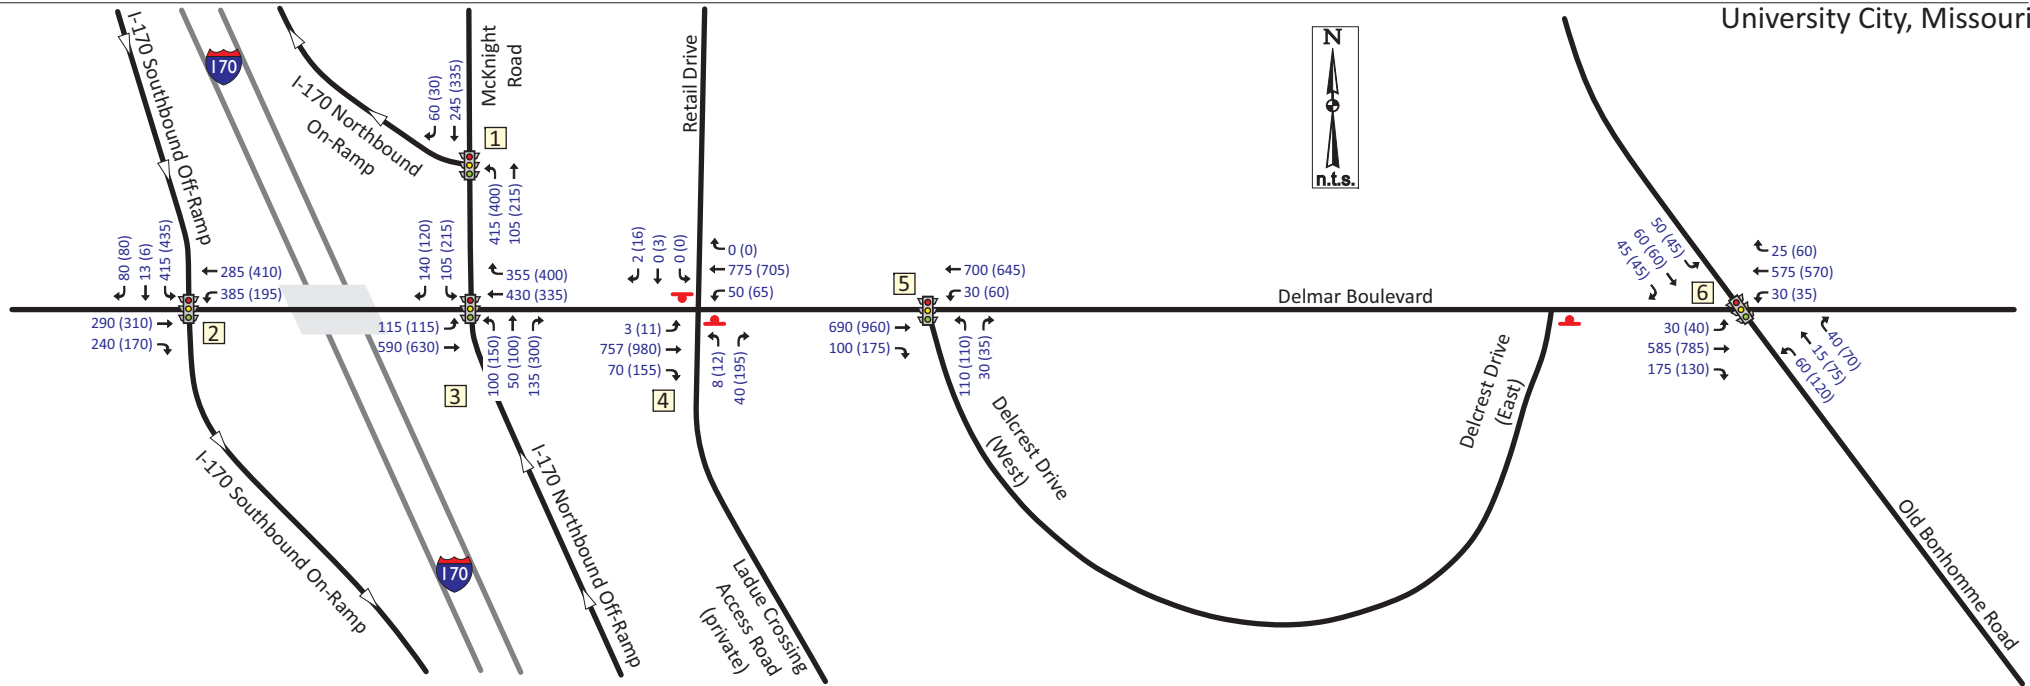 University City, Missouri
N
n.t.s.
I-170 Southbound Off-Ramp
I70
I-170 Northbound
On-Ramp
McKnight
Road
60 (30)
245 (335)
1
415 (400)
105 (215)
80 (80)
13 (6)
415 (435)
285 (410)
385 (195)
290 (310)
240 (170)
2
I-170 Southbound On-Ramp
I70
140 (120)
105 (215)
355 (400)
430 (335)
115 (115)
590 (630)
100 (150)
50 (100)
135 (300)
3
I-170 Northbound Off-Ramp
Retail Drive
2 (16)
0 (3)
0 (0)
0 (0)
775 (705)
50 (65)
3 (11)
757 (980)
70 (155)
8 (12)
40 (195)
4
Ladue Crossing
Access Road
(private)
5
700 (645)
30 (60)
690 (960)
100 (175)
110 (110)
30 (35)
Delcrest Drive
(West)
Delmar Boulevard
Delcrest Drive
(East)
50 (45)
60 (60)
45 (45)
6
25 (60)
575 (570)
30 (35)
30 (40)
585 (785)
175 (130)
40 (70)
15 (75)
60 (120)
Old Bonhomme Road